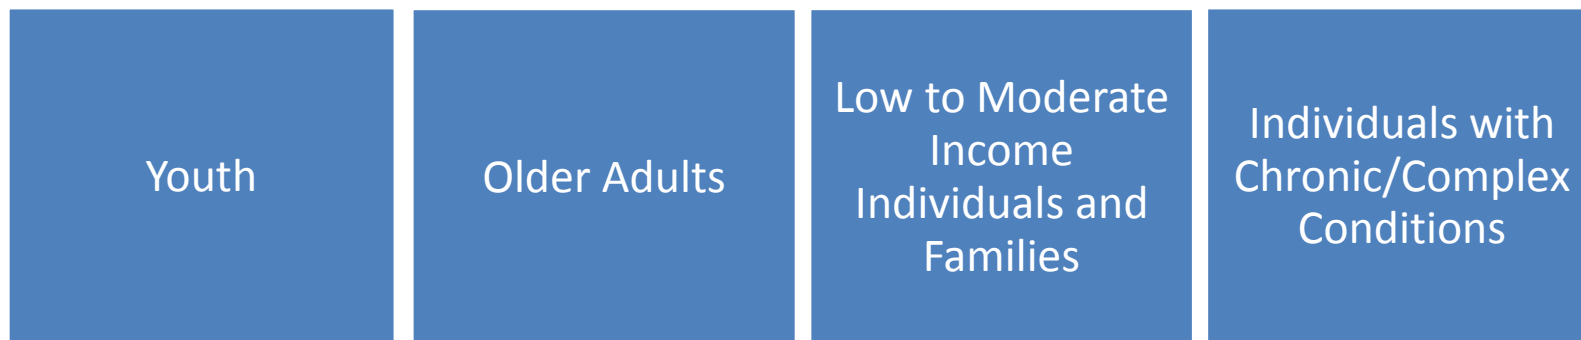 Youth
Older Adults
Low to Moderate
Income
Individuals and
Families
Individuals with
Chronic/Complex
Conditions